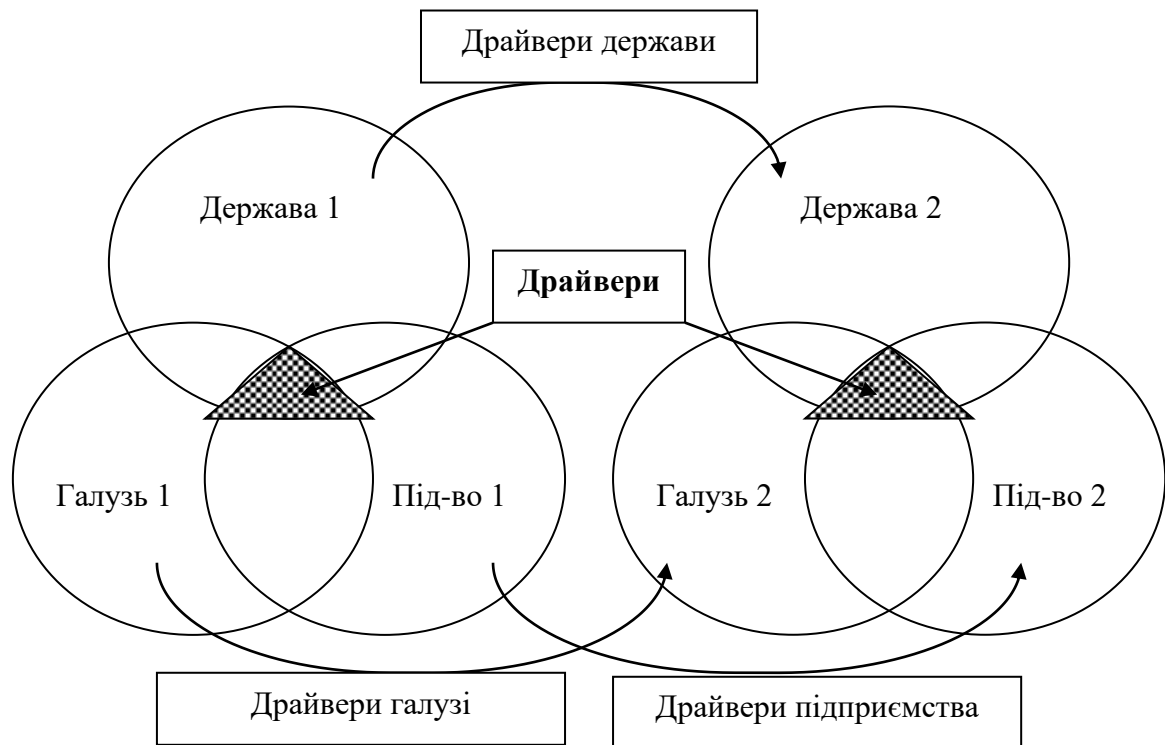 Драйвери держави
Держава 1
Держава 2
Драйвери
Галузь 1
Під-во 1
Галузь 2
Під-во 2
Драйвери галузі
Драйвери підприємства